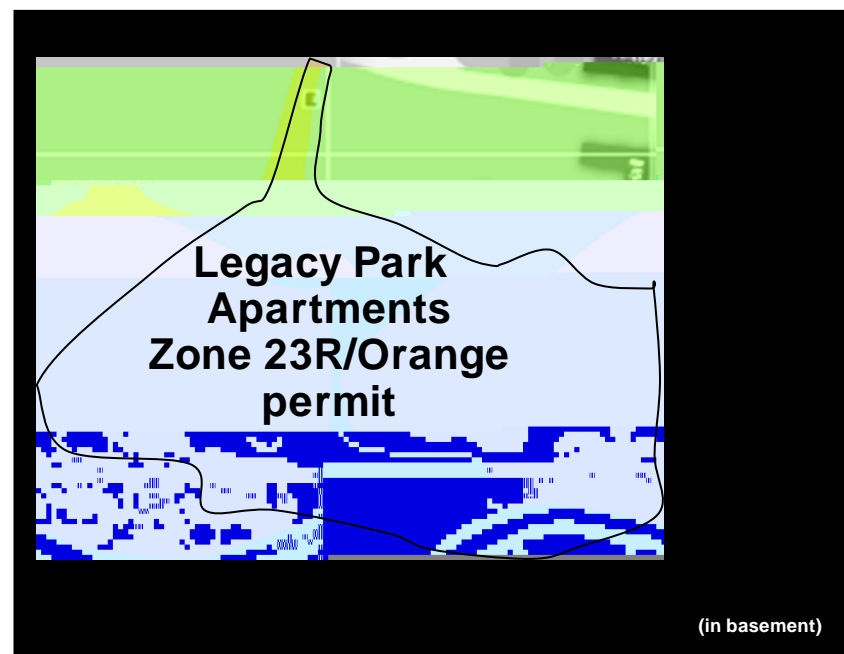 Legacy Park
Apartments
Zone 23R/Orange
permit
(in basement)